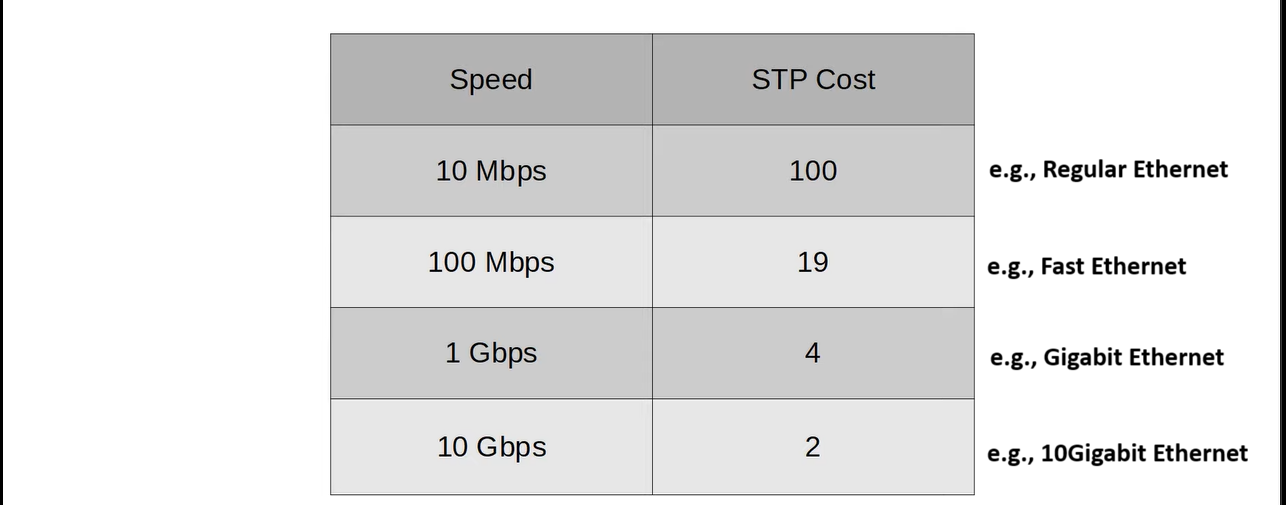 Speed STP Cost
10 Mbps 100 e.g., Regular Ethernet
100 Mbps 19 e.g., Fast Ethernet
1 Gbps 4 e.g., Gigabit Ethernet
10 Gbps 2 e.g., 10Gigabit Ethernet